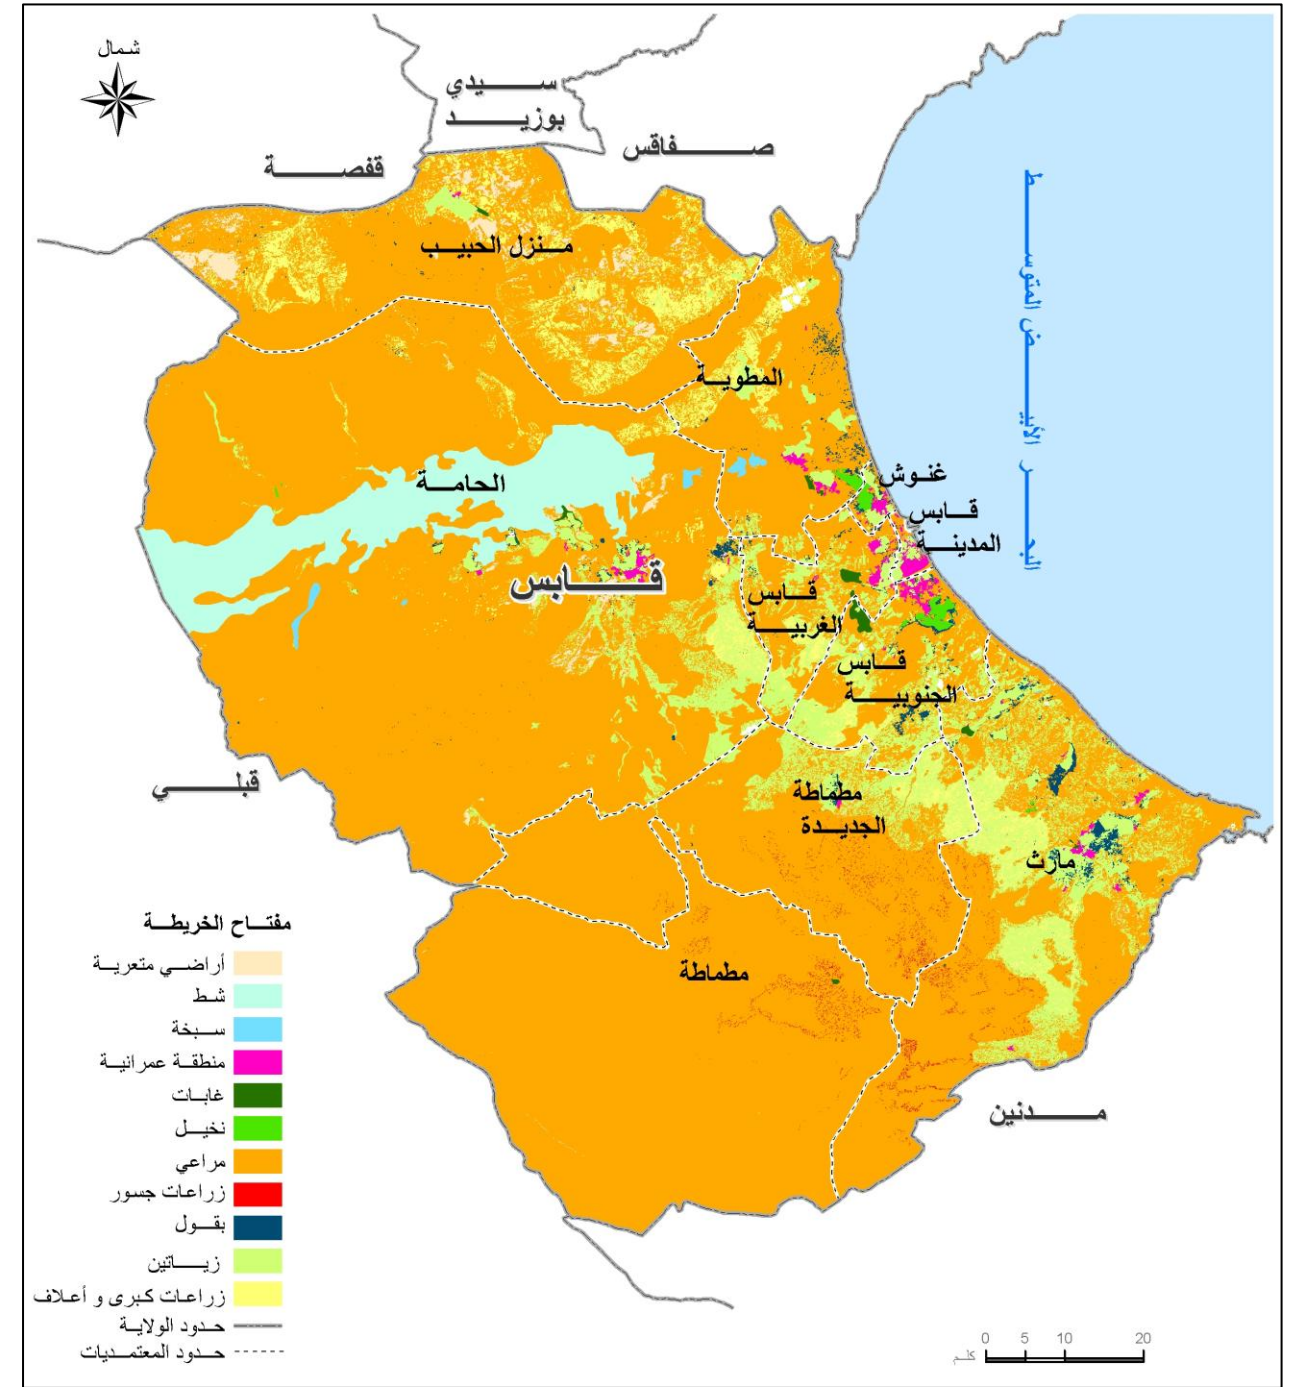 شمال
سيدي
بوزيد
صفاقس
قفصة
البحر الأبيض المتوسط
منزل الحبيب
المطوية
الحامة
غنوش
قابس
المدينة
قابس
قابس
الغربية
قابس
الجنوبية
قبلي
مطماطة
الجديدة
مارث
مطماطة
مدنين
مفتاح الخريطة
أراضي متعرية
شط
سبخة
منطقة عمرانية
غابات
نخيل
مراعي
زراعات جسور
بقول
زياتين
زراعات كبرى و أعلاف
حدود الولاية
حدود المعتمديات
0 5 10 20
كلم